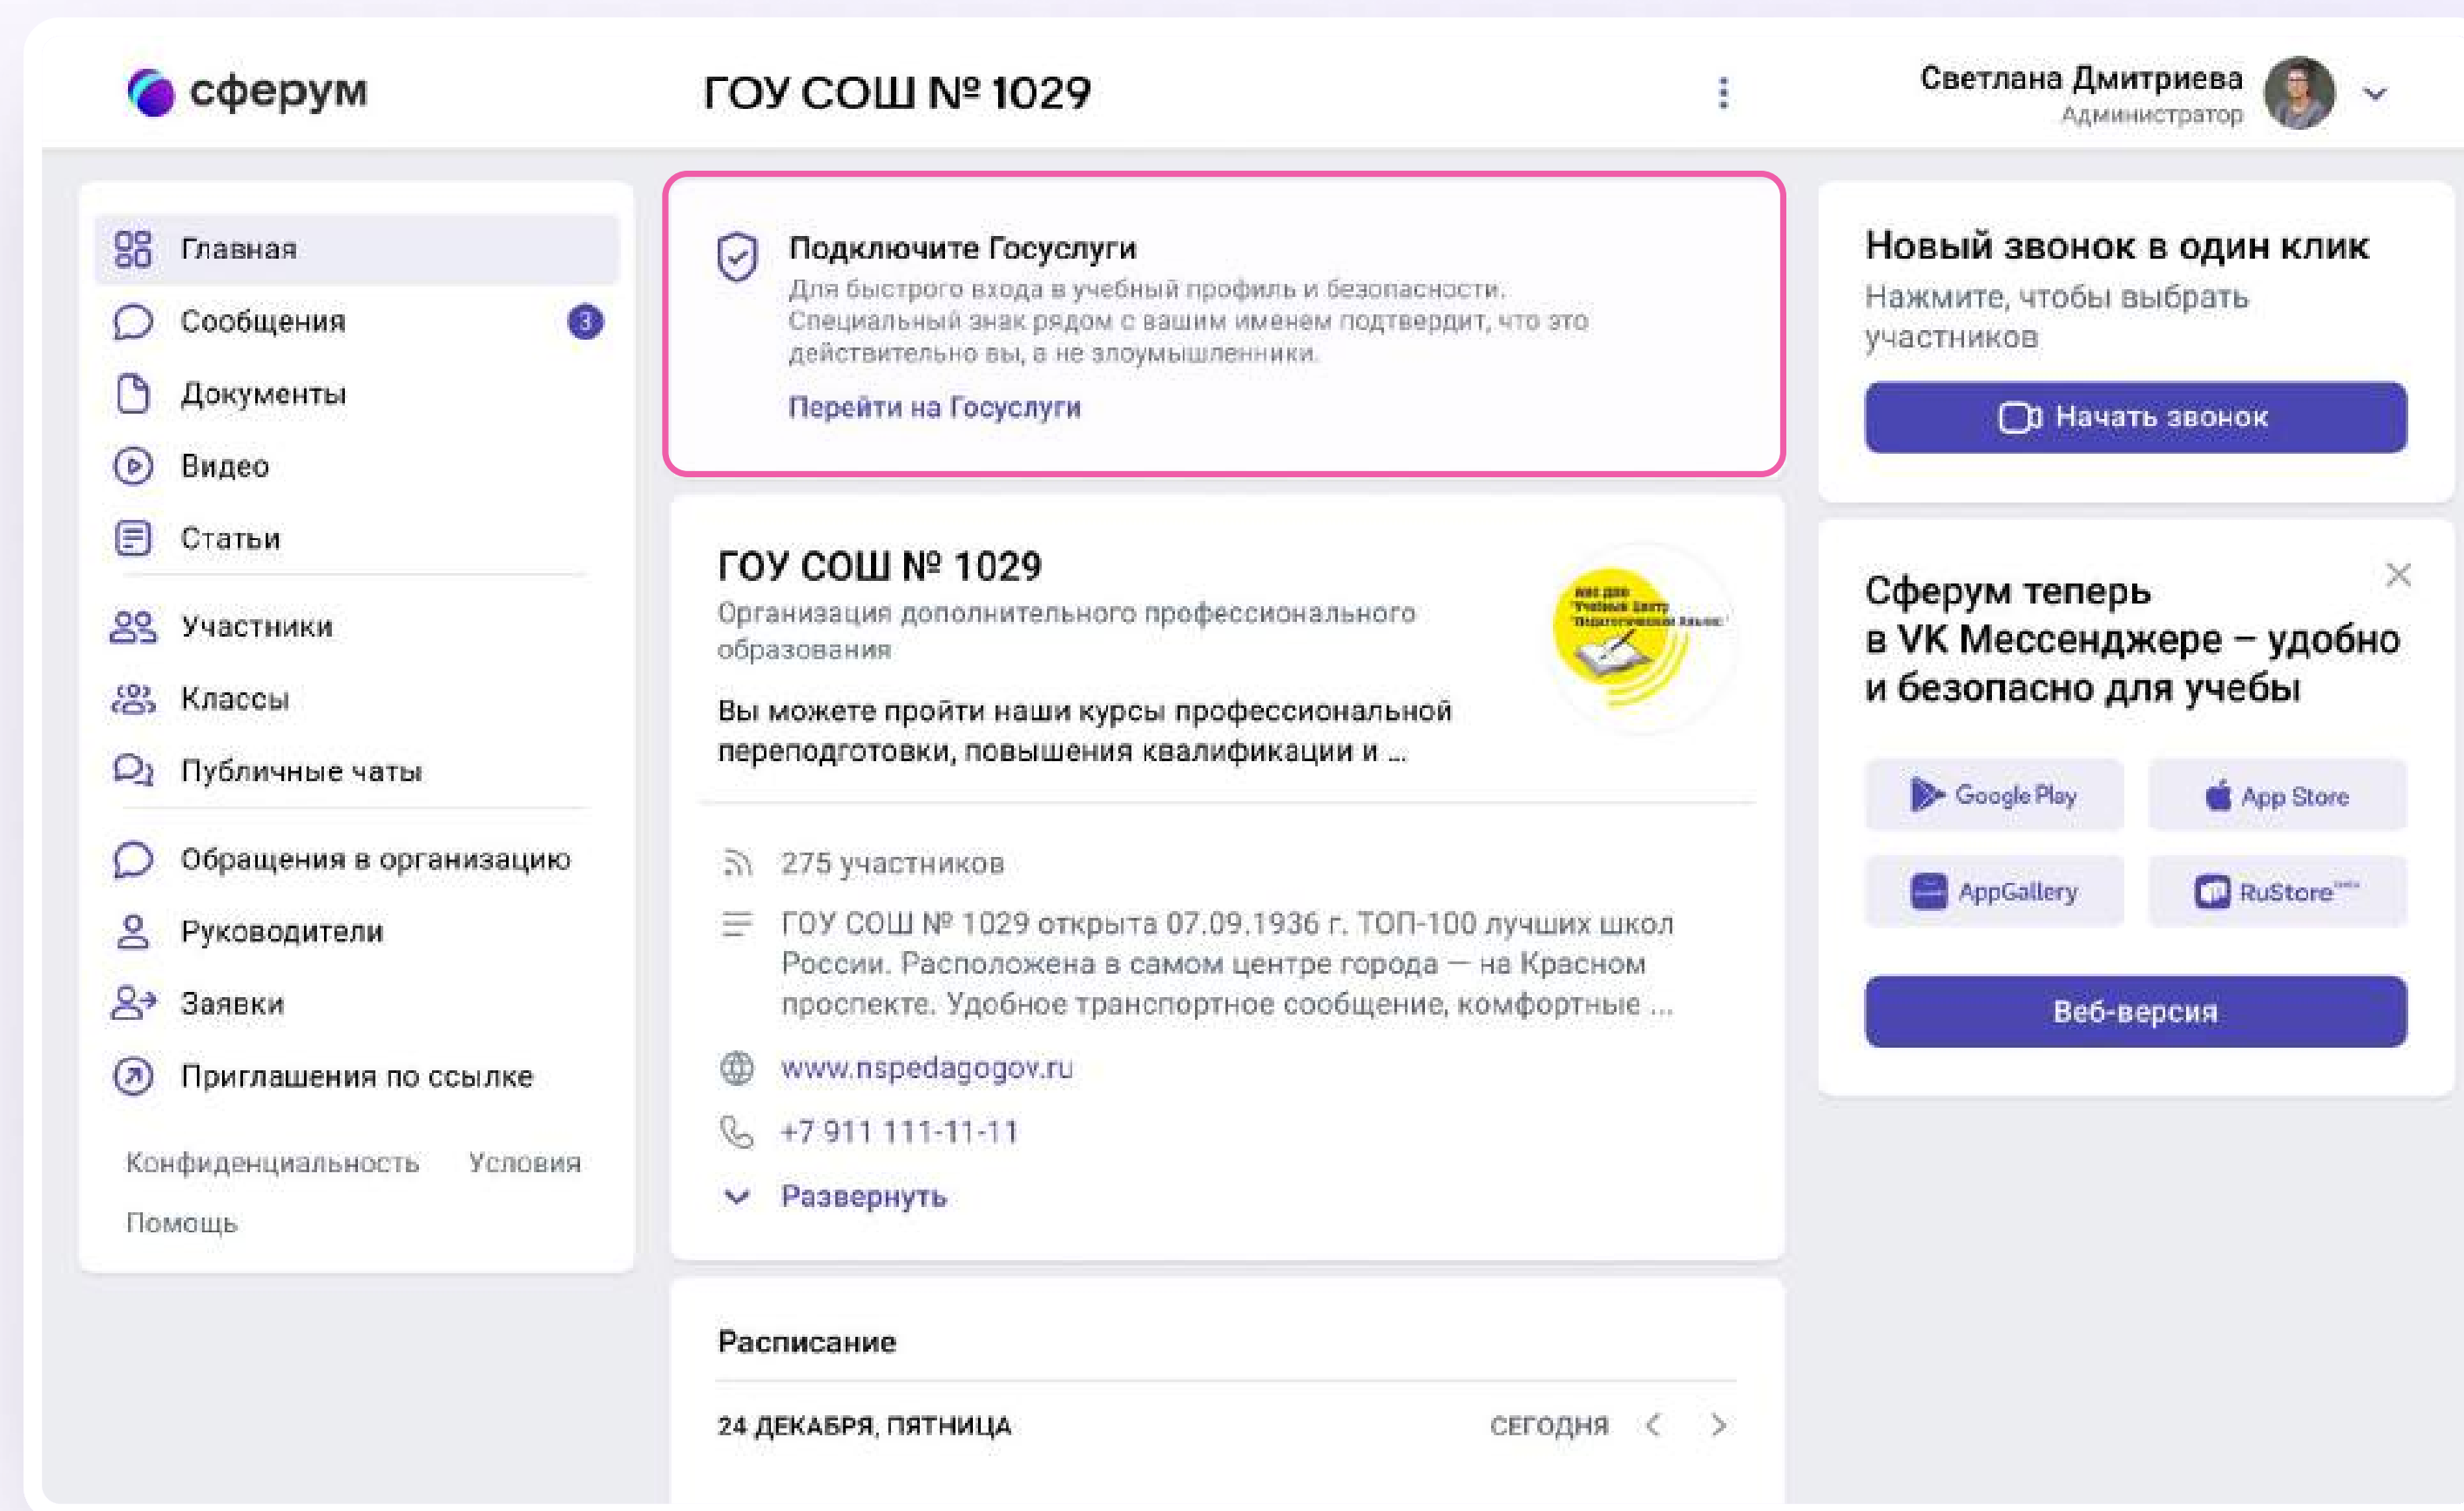 сферум
ГОУ СОШ № 1029
Светлана Дмитриева
Администратор
Главная
Сообщения
3
Документы
Видео
Статьи
Участники
Классы
Публичные чаты
Обращения в организацию
Руководители
Заявки
Приглашения по ссылке
Конфиденциальность
Условия
Помощь
Подключите Госуслуги
Для быстрого входа в учебный профиль и безопасности.
Специальный знак рядом с вашим именем подтвердит, что это
действительно вы, а не злоумышленники.
Перейти на Госуслуги
ГОУ СОШ № 1029
Организация дополнительного профессионального
образования
Вы можете пройти наши курсы профессиональной
переподготовки, повышения квалификации и ...
"Учебный Центр
275 участников
ГОУ СОШ № 1029 открыта 07.09.1936 г. ТОП-100 лучших школ
России. Расположена в самом центре города — на Красном
проспекте. Удобное транспортное сообщение, комфортные ...
www.nspedagogov.ru
+7 911 111-11-11
Развернуть
Расписание
24 ДЕКАБРЯ, ПЯТНИЦА
СЕГОДНЯ
Новый звонок в один клик
Нажмите, чтобы выбрать
участников
Начать звонок
Сферум теперь
в VK Мессенджере – удобно
и безопасно для учебы
Google Play
App Store
AppGallery
RuStore
Веб-версия